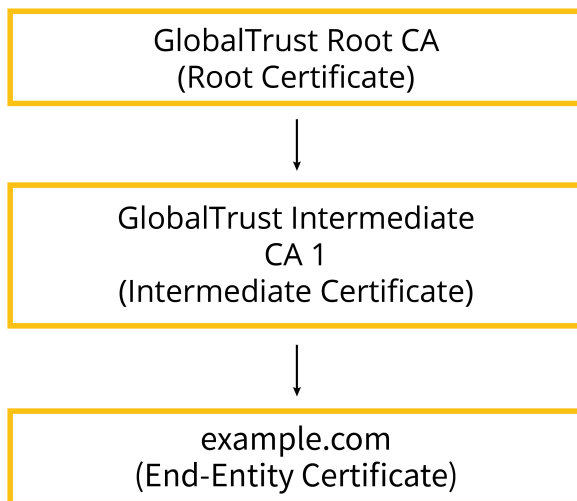 GlobalTrust Root CA
(Root Certificate)
GlobalTrust Intermediate
CA 1
(Intermediate Certificate)
example.com
(End-Entity Certificate)